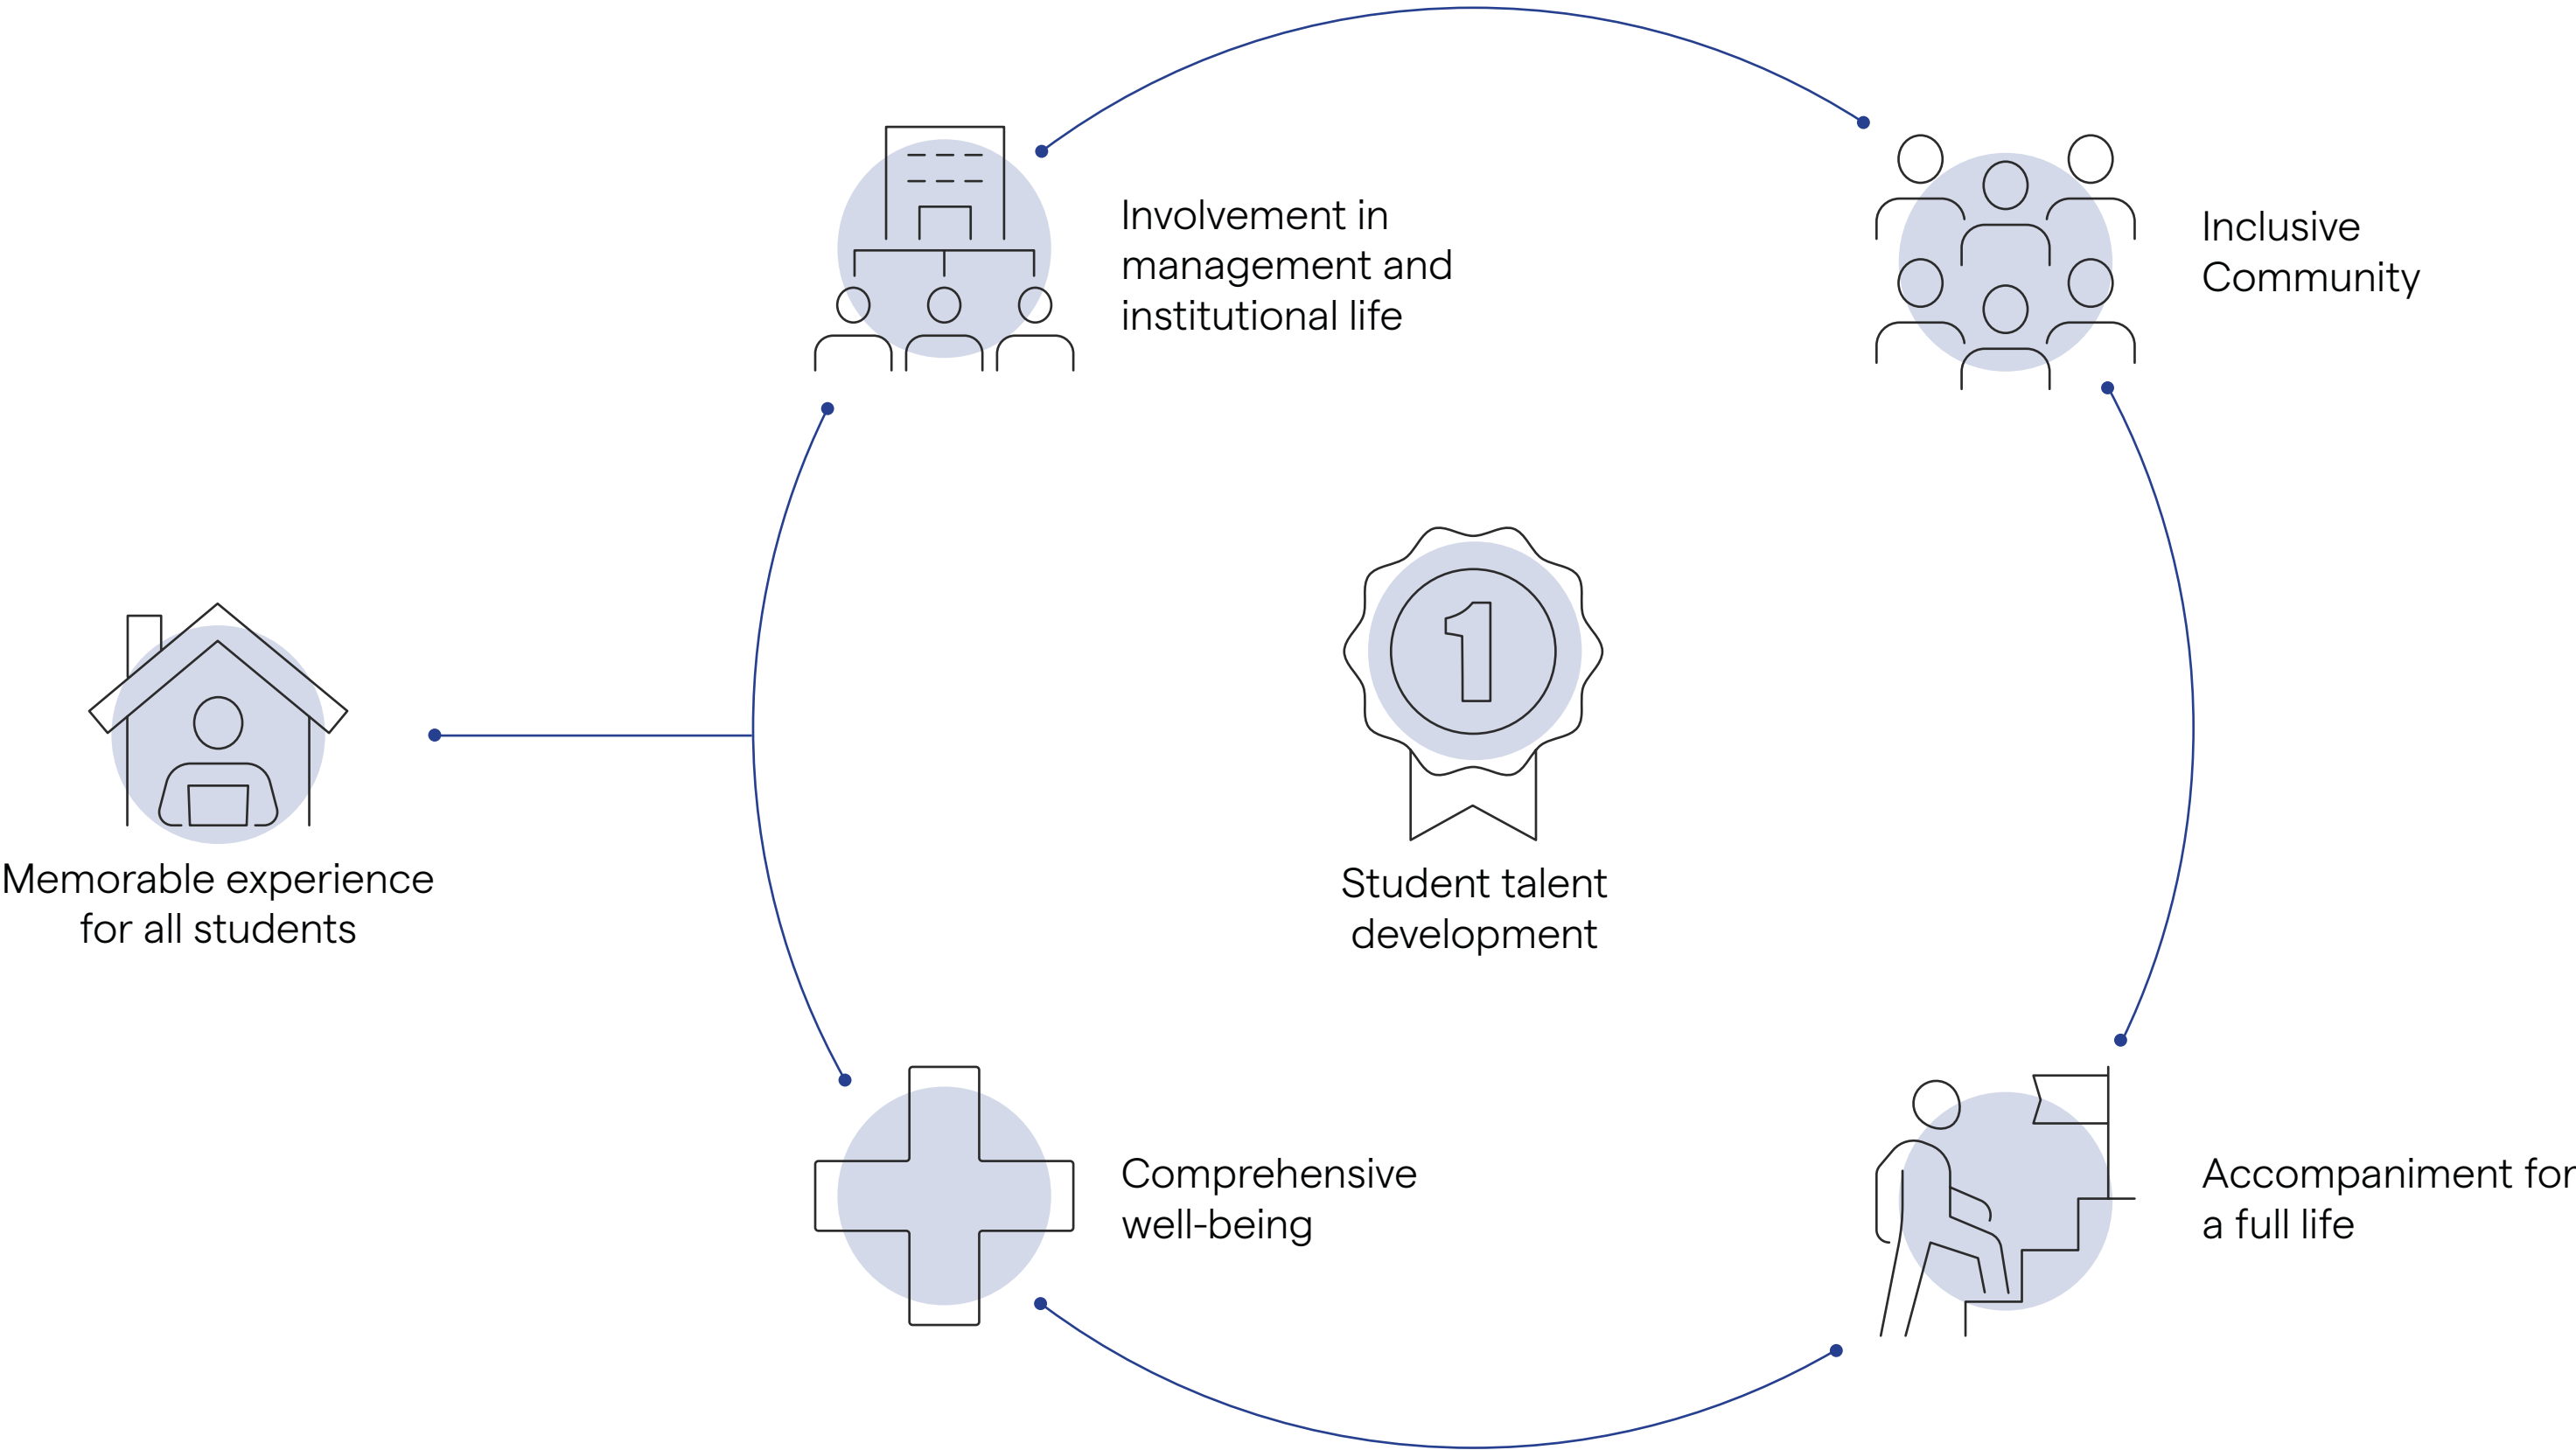 Involvement in
management and
institutional life
Inclusive
Community
Memorable experience
for all students
Student talent
development
Comprehensive
well-being
Accompaniment for
a full life